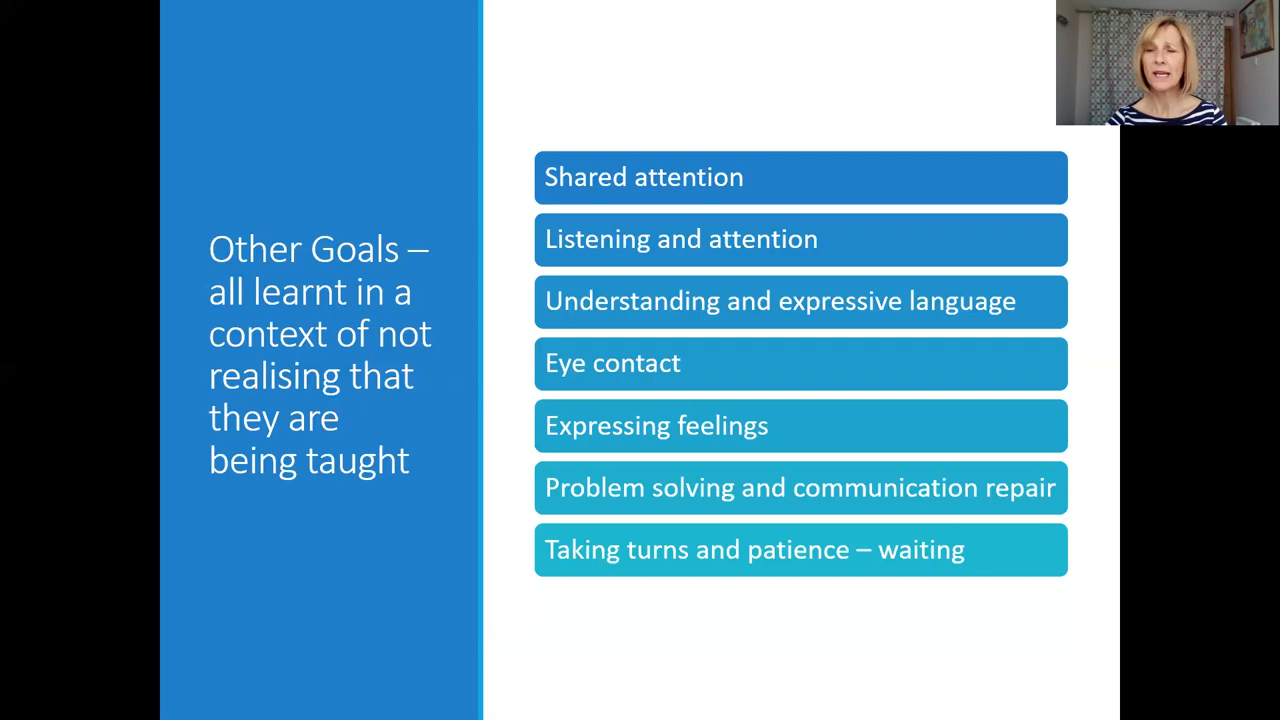 Other Goals –
all learnt in a
context of not
realising that
they are
being taught
Shared attention
Listening and attention
Understanding and expressive language
Eye contact
Expressing feelings
Problem solving and communication repair
Taking turns and patience – waiting